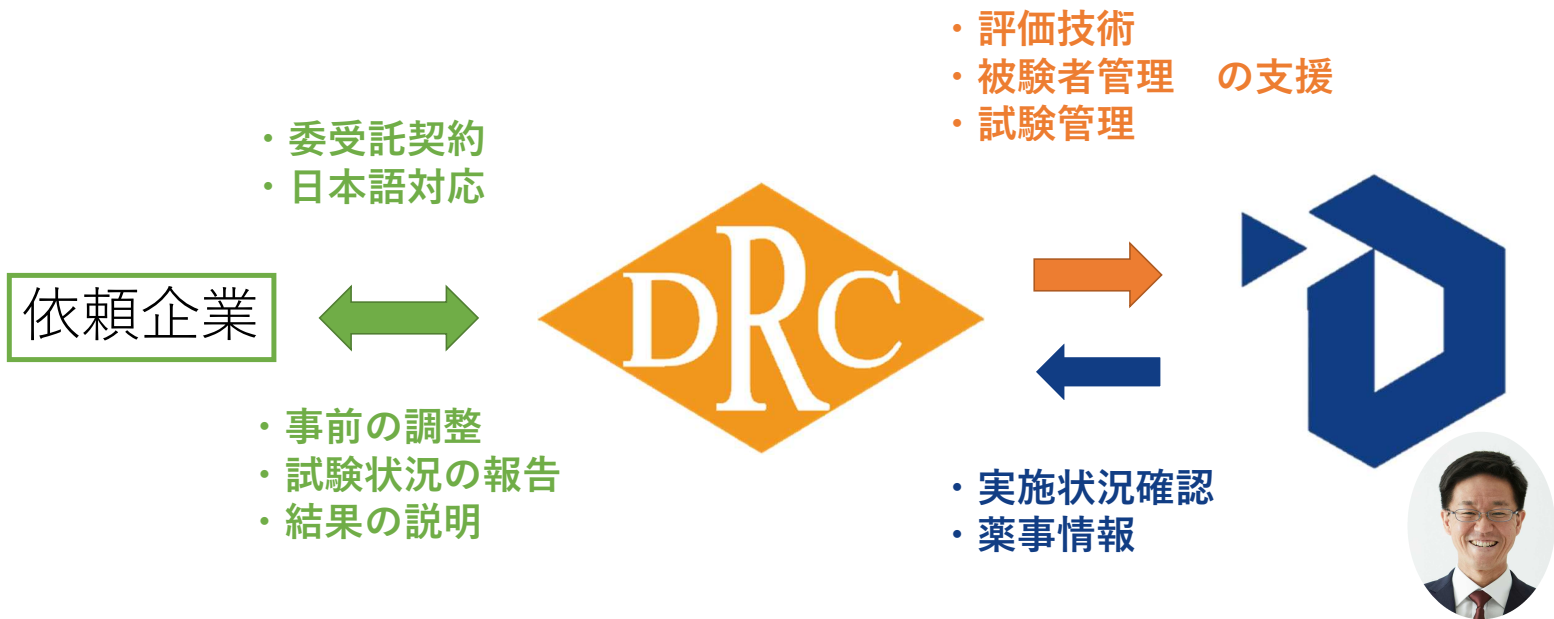 ・評価技術
・被験者管理　の支援
・試験管理
・委受託契約
・日本語対応
依頼企業
DRC
・事前の調整
・試験状況の報告
・結果の説明
・実施状況確認
・薬事情報